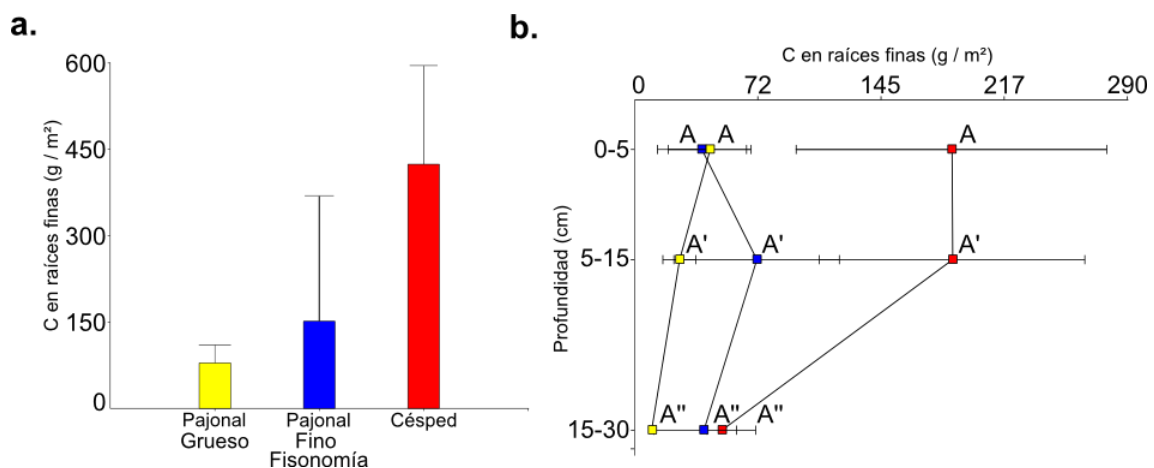 a.
C en raíces finas (g / m²)
600
450
300
150
0
Pajonal
Grueso
Pajonal
Fino
Césped
Fisonomía
b.
C en raíces finas (g / m²)
0 72 145 217 290
Profundidad (cm)
0-5
A A A
5-15
A' A' A'
15-30
A" A" A"